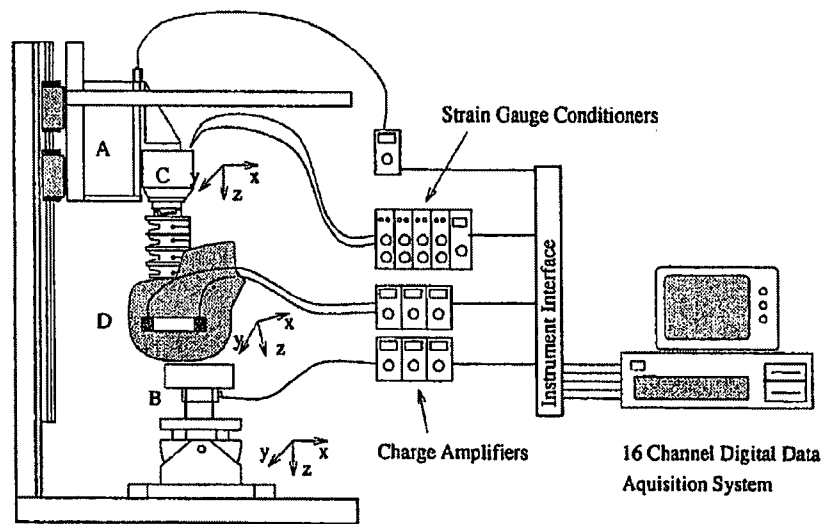 Strain Gauge Conditioners
A
C
y
x
z
D
x
y
z
Instrument Interface
B
Charge Amplifiers
16 Channel Digital Data
Aquisition System
y
x
z